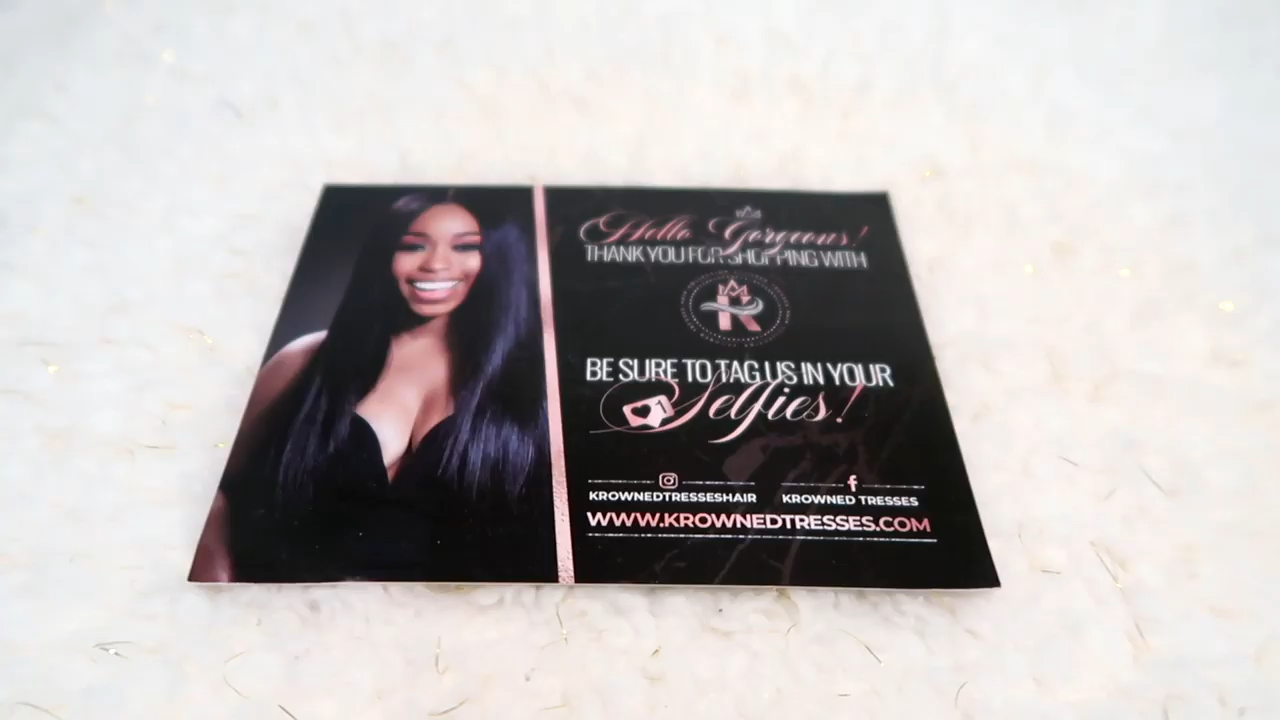 Hello Gorgeous!
THANK YOU FOR SHOPPING WITH
K
BE SURE TO TAG US IN YOUR
1
Selfies!
KROWNEDTRESSESHAIR
KROWNED TRESSES
WWW.KROWNEDTRESSES.COM